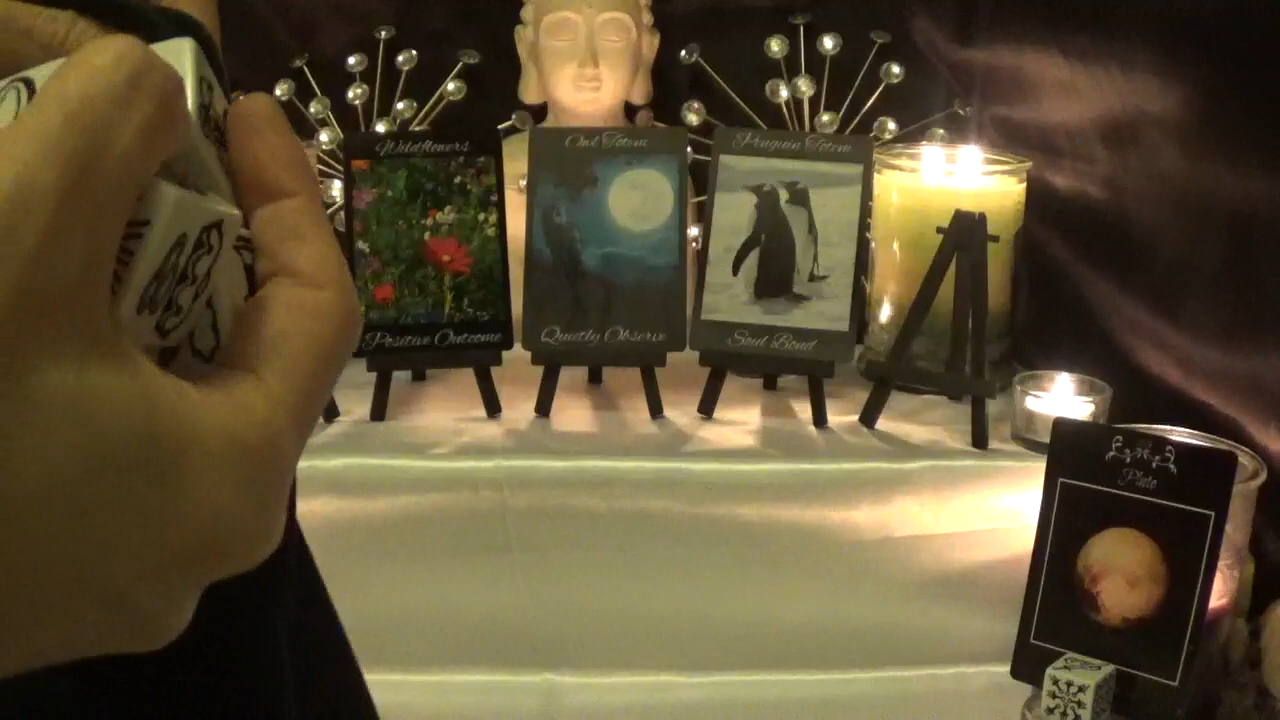 Wildflowers
Positive Outcome
Owl Totem
Quietly Observe
Penguin Totem
Soul Bond
Pluto